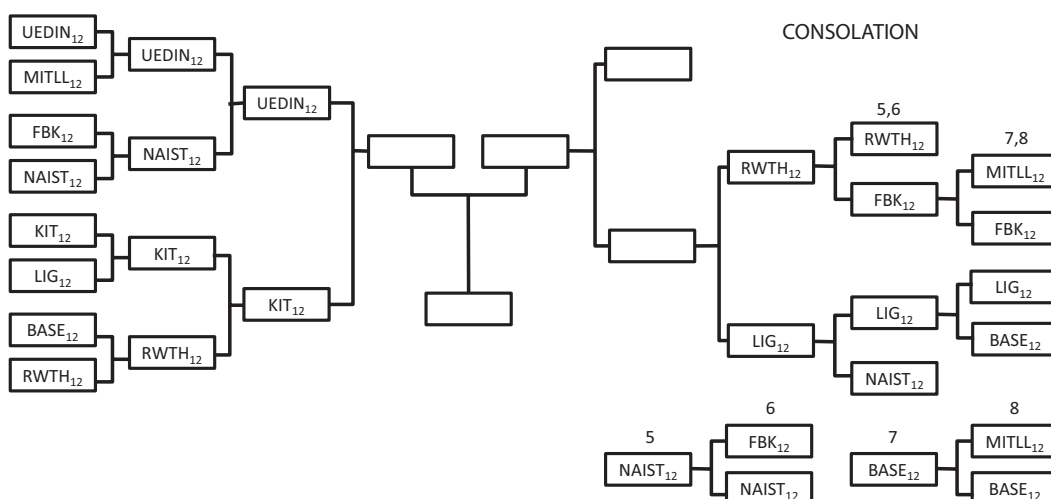 CONSOLATION
UEDIN12
MITLL12
FBK12
NAIST12
KIT12
LIG12
BASE12
RWTH12
UEDIN12
NAIST12
KIT12
RWTH12
UEDIN12
KIT12
RWTH12
LIG12
5,6
RWTH12
FBK12
LIG12
NAIST12
7,8
MITLL12
FBK12
LIG12
BASE12
5
NAIST12
6
FBK12
NAIST12
7
BASE12
8
MITLL12
BASE12